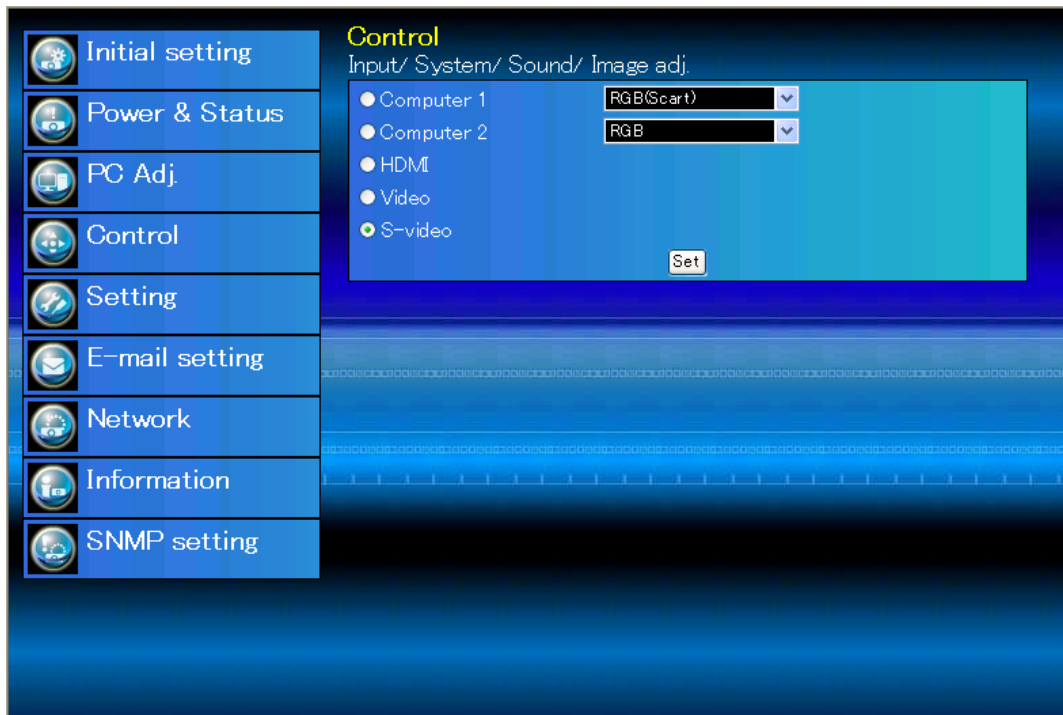 Initial setting
Power & Status
PC Adj.
Control
Setting
E-mail setting
Network
Information
SNMP setting
Control
Input/ System/ Sound/ Image adj.
Computer 1 RGB(Scart)
Computer 2 RGB
HDMI
Video
S-video
Set